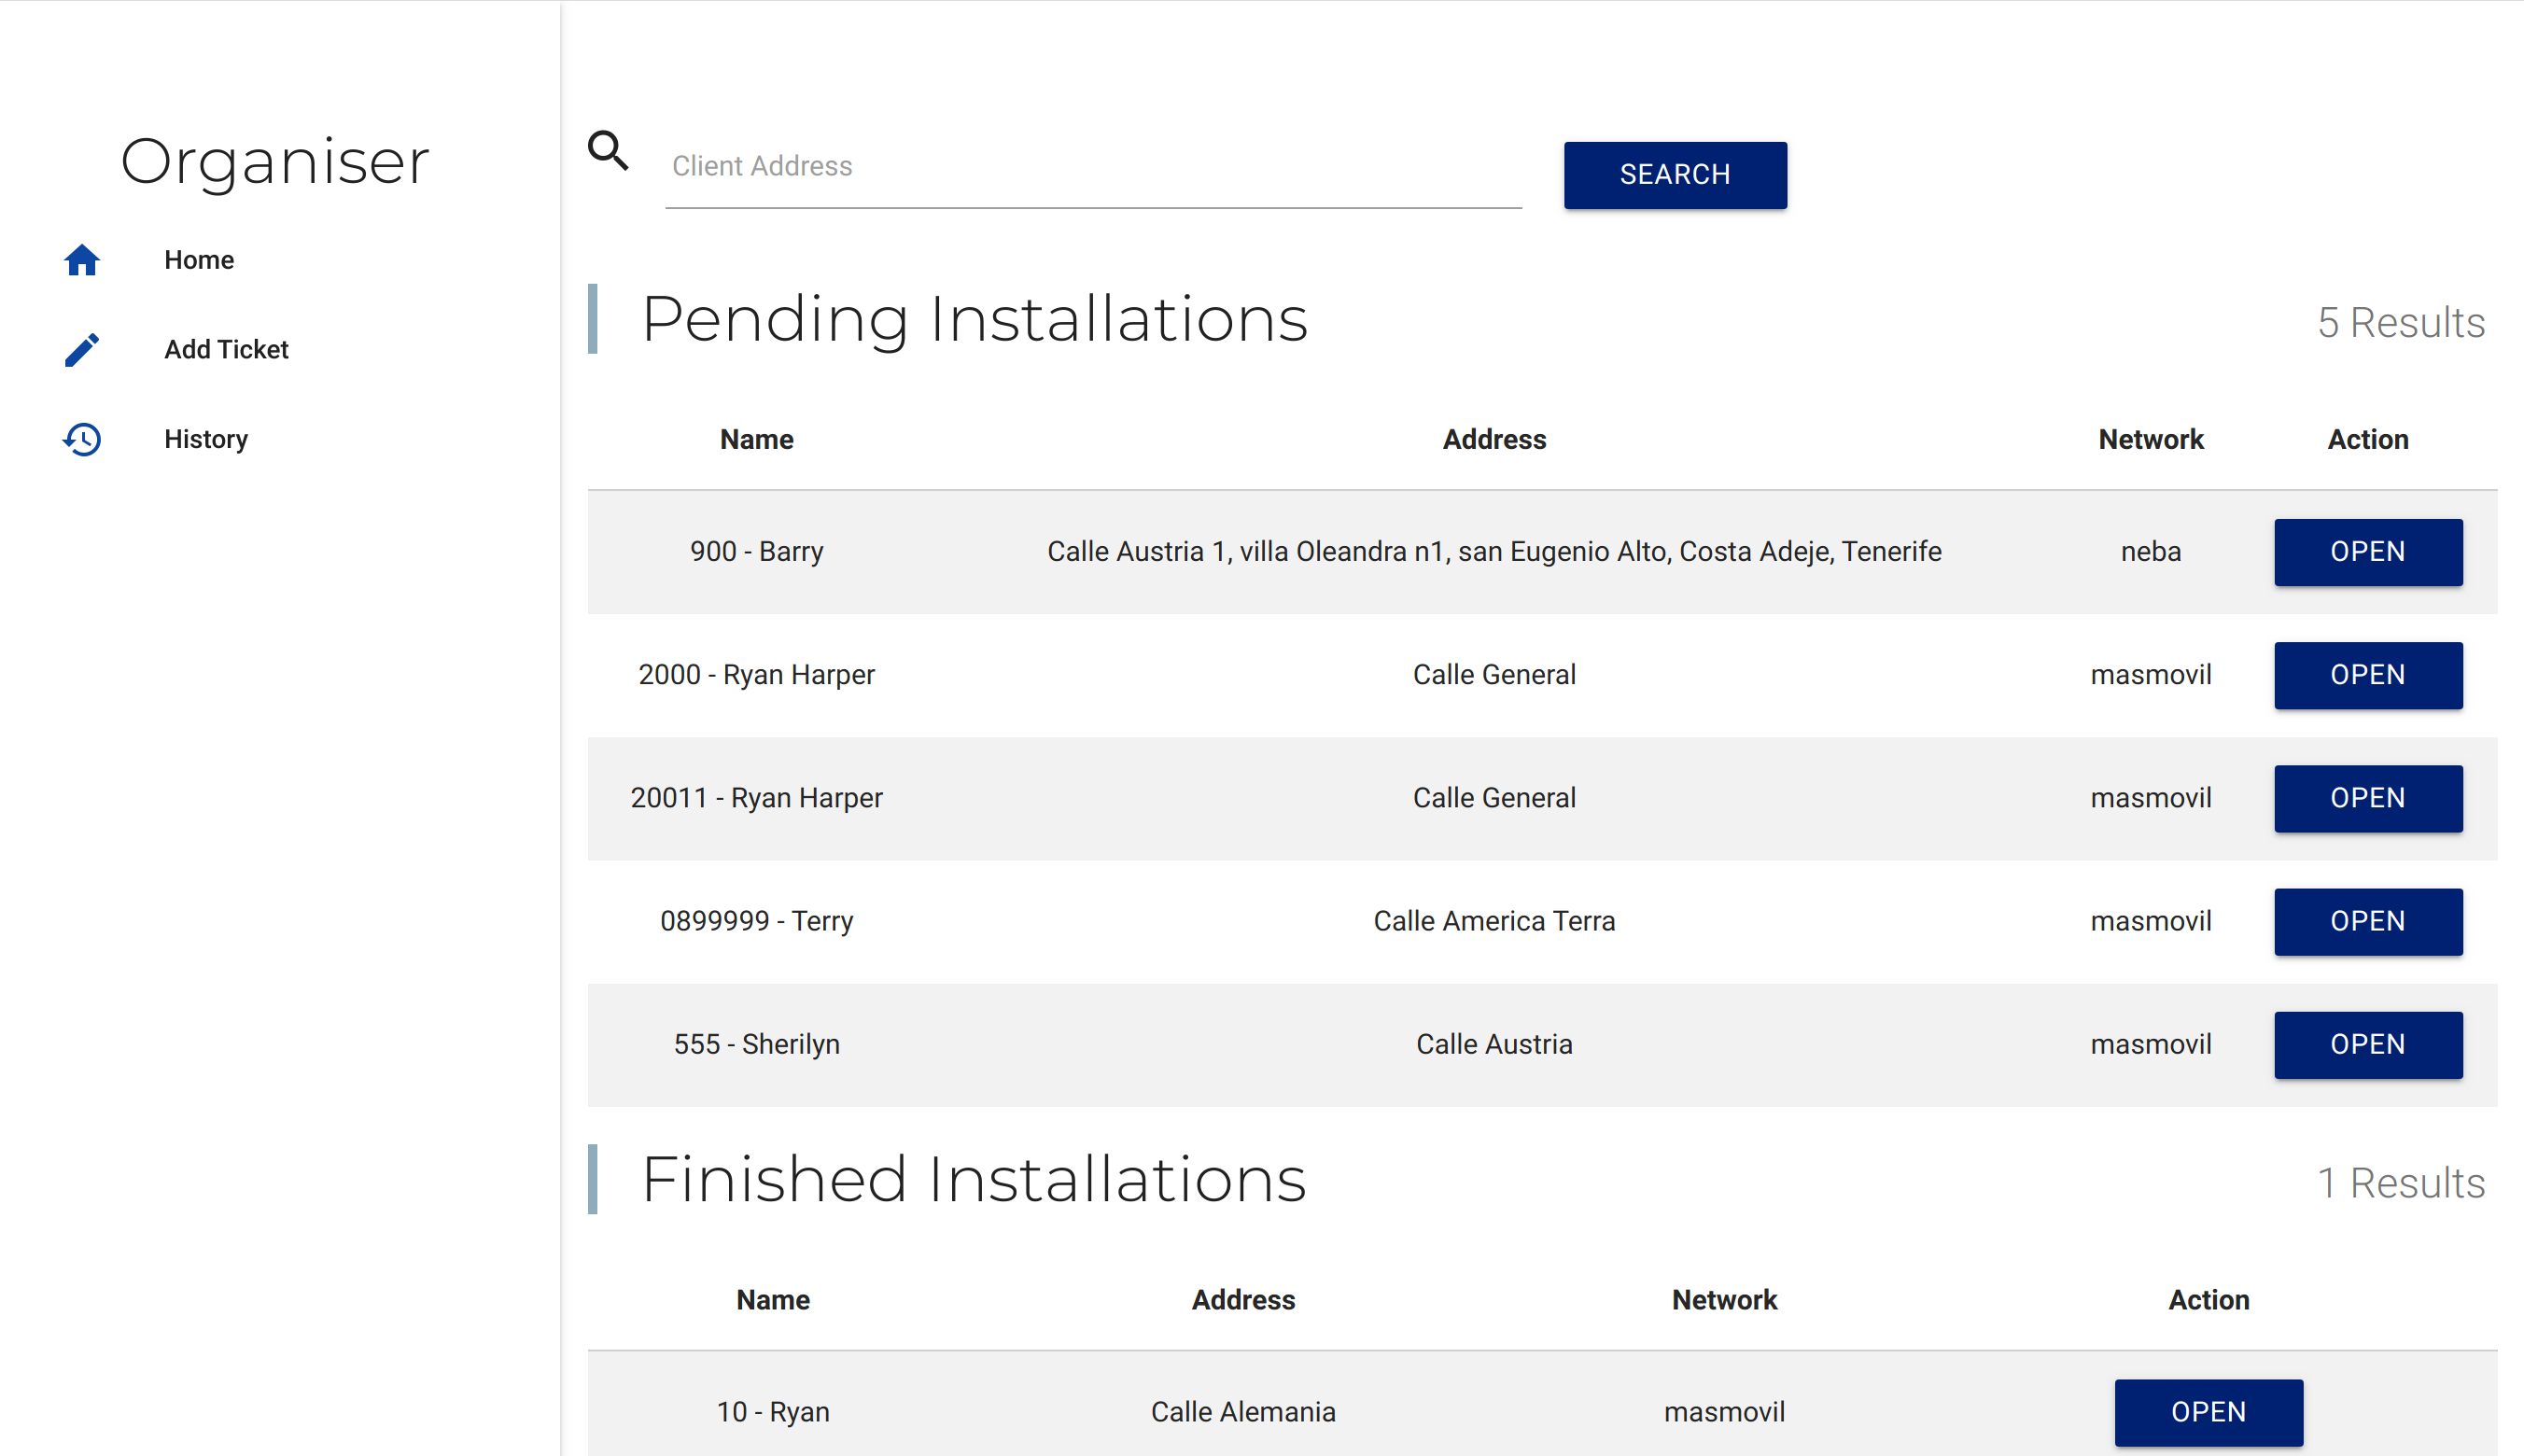 Organiser
Home
Add Ticket
History
Client Address
SEARCH
Pending Installations
5 Results
Name Address Network Action
900 - Barry Calle Austria 1, villa Oleandra n1, san Eugenio Alto, Costa Adeje, Tenerife neba OPEN
2000 - Ryan Harper Calle General masmovil OPEN
20011 - Ryan Harper Calle General masmovil OPEN
0899999 - Terry Calle America Terra masmovil OPEN
555 - Sherilyn Calle Austria masmovil OPEN
Finished Installations
1 Results
Name Address Network Action
10 - Ryan Calle Alemania masmovil OPEN